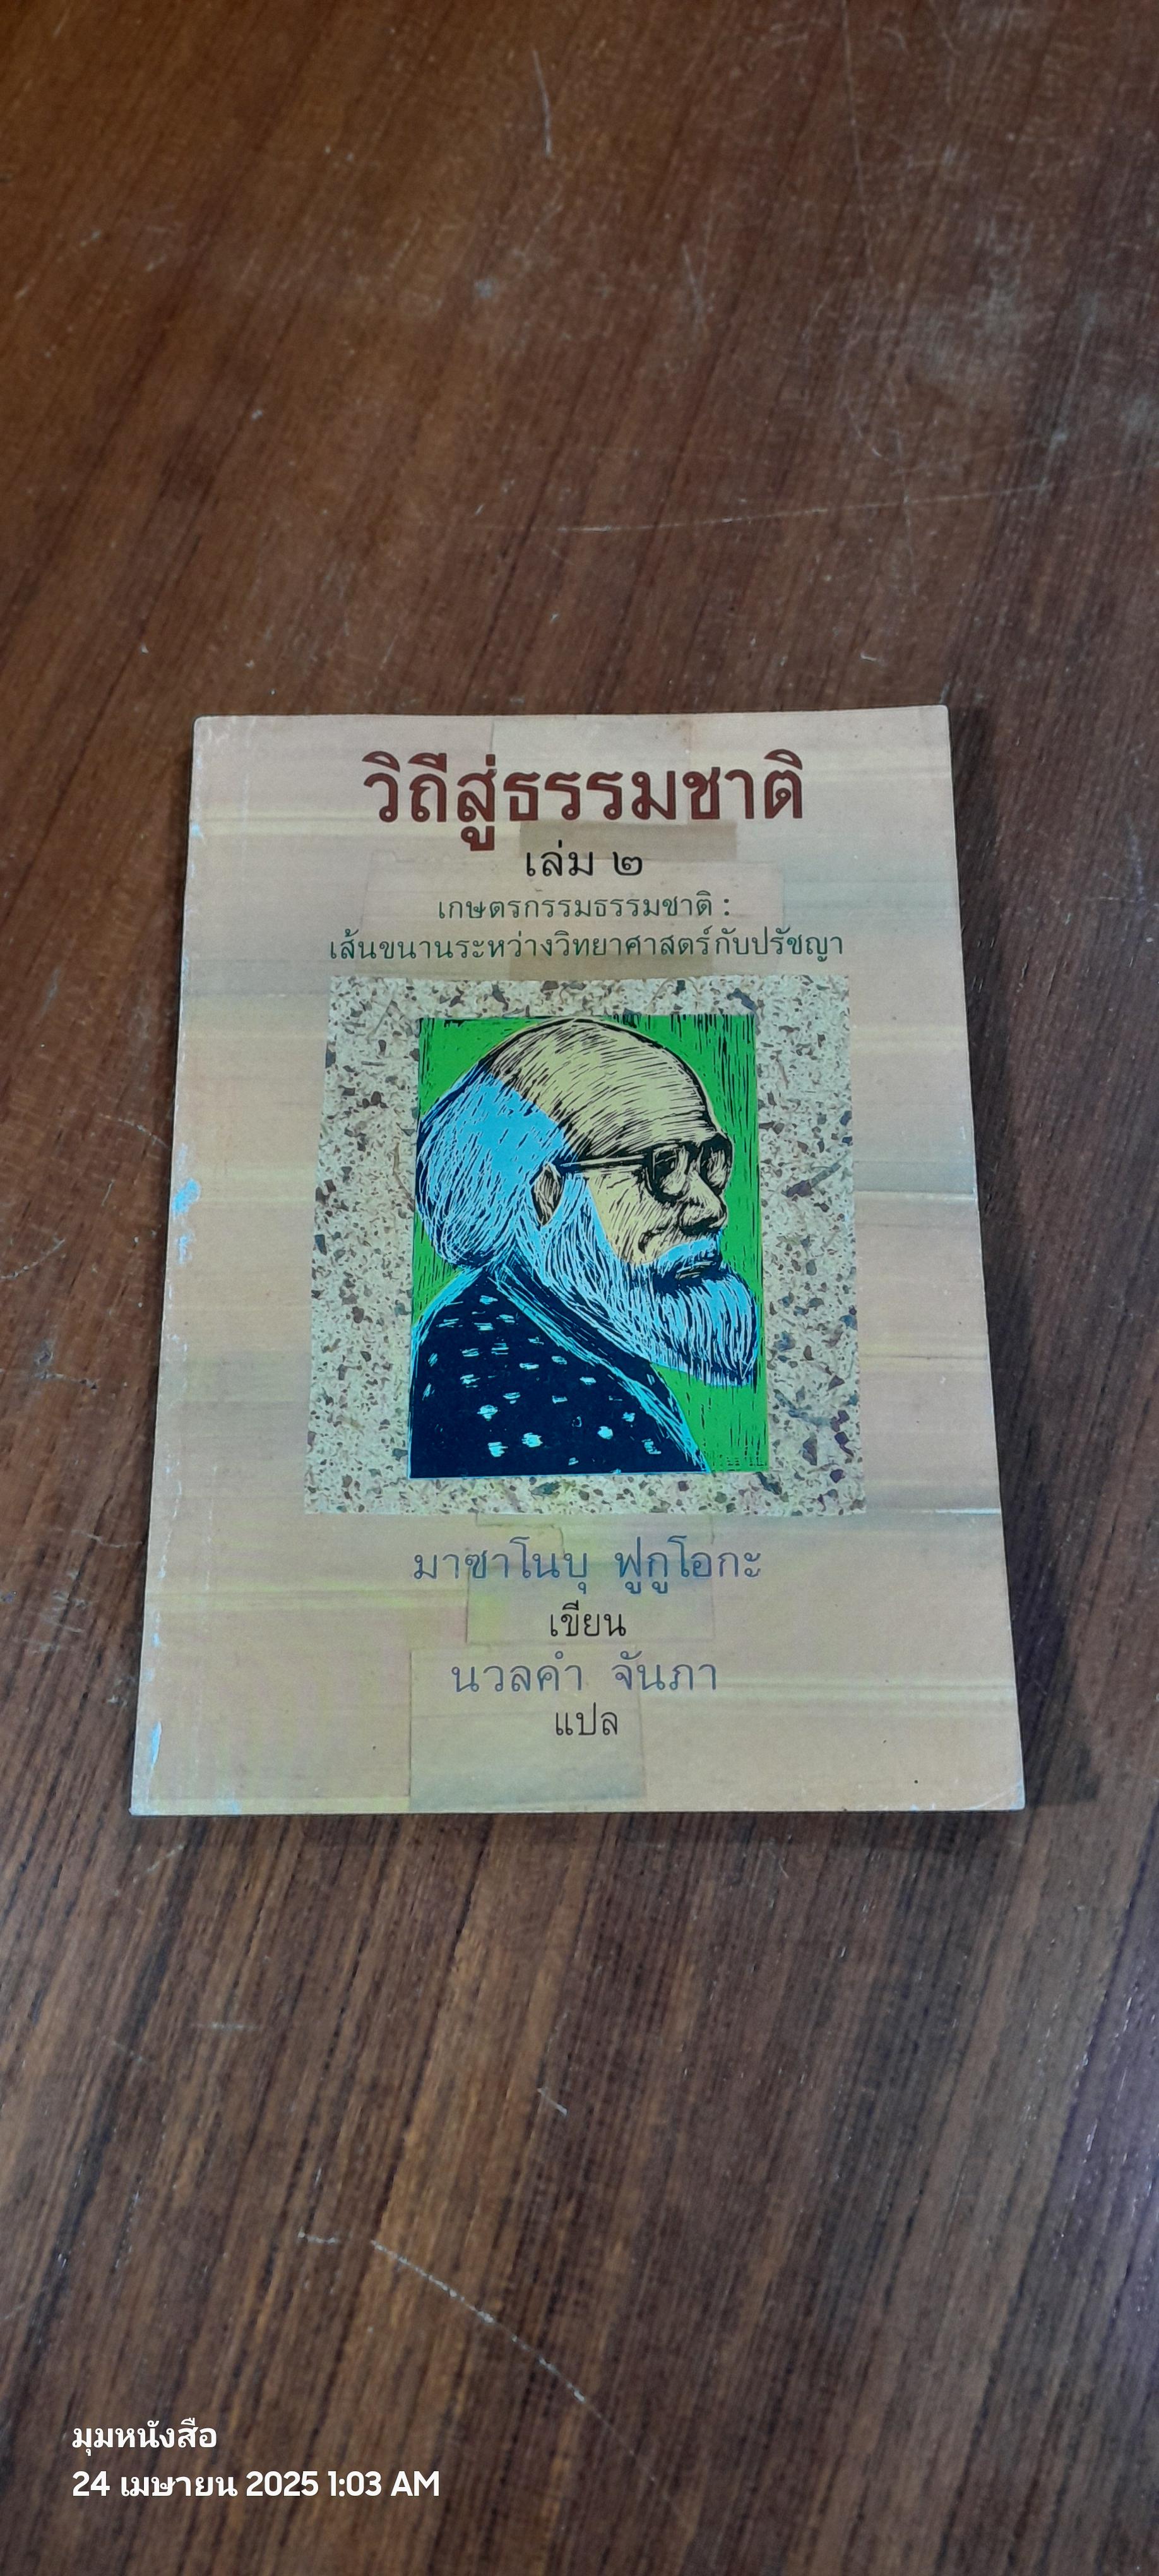 วิถีสู่ธรรมชาติ
เล่ม ๒
เกษตรกรรมธรรมชาติ :
เส้นขนานระหว่างวิทยาศาสตร์กับปรัชญา
มาซาโนบุ ฟูกูโอกะ
เขียน
นวลคำ จันภา
แปล
มุมหนังสือ
24 เมษายน 2025 1:03 AM